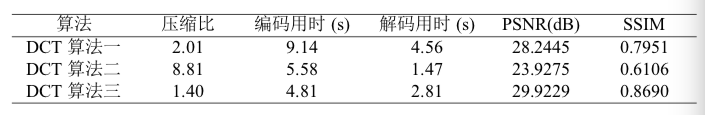 算法 压缩比 编码用时 (s) 解码用时 (s) PSNR(dB) SSIM
DCT 算法一 2.01 9.14 4.56 28.2445 0.7951
DCT 算法二 8.81 5.58 1.47 23.9275 0.6106
DCT 算法三 1.40 4.81 2.81 29.9229 0.8690